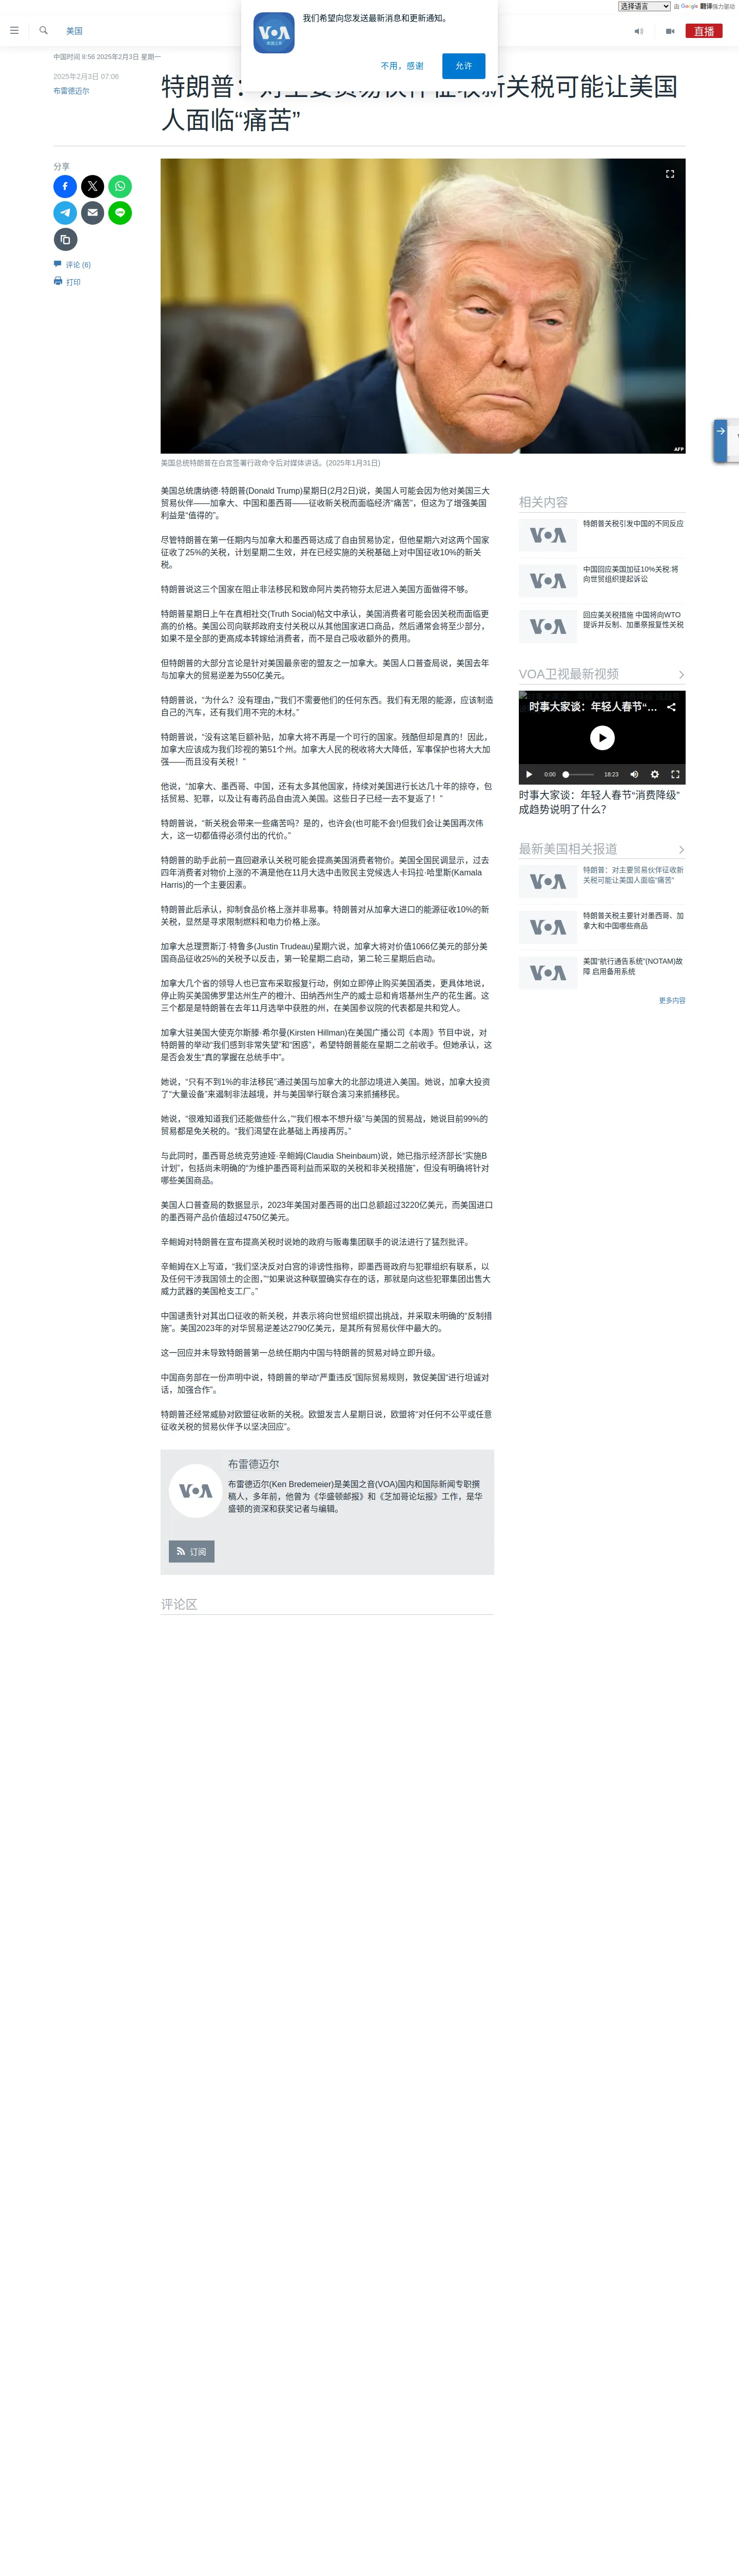 选择语言 由 Google 翻译强力驱动
我们希望向您发送最新消息和更新通知。
不用，感谢 允许
VOA
美国之音
美国
直播
中国时间 8:56 2025年2月3日 星期一
2025年2月3日 07:06
布雷德迈尔
特朗普：对主要贸易伙伴征收新关税可能让美国
人面临“痛苦”
分享
评论 (6)
打印
AFP
美国总统特朗普在白宫签署行政命令后对媒体讲话。(2025年1月31日)
美国总统唐纳德·特朗普(Donald Trump)星期日(2月2日)说，美国人可能会因为他对美国三大
贸易伙伴——加拿大、中国和墨西哥——征收新关税而面临经济“痛苦”，但这为了增强美国
利益是“值得的”。
尽管特朗普在第一任期内与加拿大和墨西哥达成了自由贸易协定，但他星期六对这两个国家
征收了25%的关税，计划星期二生效，并在已经实施的关税基础上对中国征收10%的新关
税。
特朗普说这三个国家在阻止非法移民和致命阿片类药物芬太尼进入美国方面做得不够。
特朗普星期日上午在真相社交(Truth Social)帖文中承认，美国消费者可能会因关税而面临更
高的价格。美国公司向联邦政府支付关税以从其他国家进口商品，然后通常会将至少部分，
如果不是全部的更高成本转嫁给消费者，而不是自己吸收额外的费用。
但特朗普的大部分言论是针对美国最亲密的盟友之一加拿大。美国人口普查局说，美国去年
与加拿大的贸易逆差为550亿美元。
特朗普说，“为什么？没有理由，”“我们不需要他们的任何东西。我们有无限的能源，应该制造
自己的汽车，还有我们用不完的木材。”
特朗普说，“没有这笔巨额补贴，加拿大将不再是一个可行的国家。残酷但却是真的！因此，
加拿大应该成为我们珍视的第51个州。加拿大人民的税收将大大降低，军事保护也将大大加
强——而且没有关税！”
他说，“加拿大、墨西哥、中国，还有太多其他国家，持续对美国进行长达几十年的掠夺，包
括贸易、犯罪，以及让有毒药品自由流入美国。这些日子已经一去不复返了！”
特朗普说，“新关税会带来一些痛苦吗？是的，也许会(也可能不会!)但我们会让美国再次伟
大，这一切都值得必须付出的代价。”
特朗普的助手此前一直回避承认关税可能会提高美国消费者物价。美国全国民调显示，过去
四年消费者对物价上涨的不满是他在11月大选中击败民主党候选人卡玛拉·哈里斯(Kamala
Harris)的一个主要因素。
特朗普此后承认，抑制食品价格上涨并非易事。特朗普对从加拿大进口的能源征收10%的新
关税，显然是寻求限制燃料和电力价格上涨。
加拿大总理贾斯汀·特鲁多(Justin Trudeau)星期六说，加拿大将对价值1066亿美元的部分美
国商品征收25%的关税予以反击，第一轮星期二启动，第二轮三星期后启动。
加拿大几个省的领导人也已宣布采取报复行动，例如立即停止购买美国酒类，更具体地说，
停止购买美国佛罗里达州生产的橙汁、田纳西州生产的威士忌和肯塔基州生产的花生酱。这
三个都是是特朗普在去年11月选举中获胜的州，在美国参议院的代表都是共和党人。
加拿大驻美国大使克尔斯滕·希尔曼(Kirsten Hillman)在美国广播公司《本周》节目中说，对
特朗普的举动“我们感到非常失望”和“困惑”，希望特朗普能在星期二之前收手。但她承认，这
是否会发生“真的掌握在总统手中”。
她说，“只有不到1%的非法移民”通过美国与加拿大的北部边境进入美国。她说，加拿大投资
了“大量设备”来遏制非法越境，并与美国举行联合演习来抓捕移民。
她说，“很难知道我们还能做些什么，”“我们根本不想升级”与美国的贸易战，她说目前99%的
贸易都是免关税的。“我们渴望在此基础上再接再厉。”
与此同时，墨西哥总统克劳迪娅·辛鲍姆(Claudia Sheinbaum)说，她已指示经济部长“实施B
计划”，包括尚未明确的“为维护墨西哥利益而采取的关税和非关税措施”，但没有明确将针对
哪些美国商品。
美国人口普查局的数据显示，2023年美国对墨西哥的出口总额超过3220亿美元，而美国进口
的墨西哥产品价值超过4750亿美元。
辛鲍姆对特朗普在宣布提高关税时说她的政府与贩毒集团联手的说法进行了猛烈批评。
辛鲍姆在X上写道，“我们坚决反对白宫的诽谤性指称，即墨西哥政府与犯罪组织有联系，以
及任何干涉我国领土的企图，”“如果说这种联盟确实存在的话，那就是向这些犯罪集团出售大
威力武器的美国枪支工厂。”
中国谴责针对其出口征收的新关税，并表示将向世贸组织提出挑战，并采取未明确的“反制措
施”。美国2023年的对华贸易逆差达2790亿美元，是其所有贸易伙伴中最大的。
这一回应并未导致特朗普第一总统任期内中国与特朗普的贸易对峙立即升级。
中国商务部在一份声明中说，特朗普的举动“严重违反”国际贸易规则，敦促美国“进行坦诚对
话，加强合作”。
特朗普还经常威胁对欧盟征收新的关税。欧盟发言人星期日说，欧盟将“对任何不公平或任意
征收关税的贸易伙伴予以坚决回应”。
VOA
布雷德迈尔
布雷德迈尔(Ken Bredemeier)是美国之音(VOA)国内和国际新闻专职撰
稿人，多年前，他曾为《华盛顿邮报》和《芝加哥论坛报》工作，是华
盛顿的资深和获奖记者与编辑。
订阅
评论区
相关内容
VOA
特朗普关税引发中国的不同反应
VOA
中国回应美国加征10%关税:将
向世贸组织提起诉讼
VOA
回应美关税措施 中国将向WTO
提诉并反制、加墨祭报复性关税
VOA卫视最新视频
时事大家谈：年轻人春节“...
0:00 18:23
时事大家谈：年轻人春节“消费降级”
成趋势说明了什么？
最新美国相关报道
VOA
特朗普：对主要贸易伙伴征收新
关税可能让美国人面临“痛苦”
VOA
特朗普关税主要针对墨西哥、加
拿大和中国哪些商品
VOA
美国“航行通告系统”(NOTAM)故
障 启用备用系统
更多内容